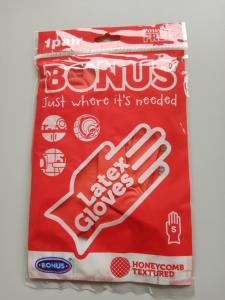 1pair
BONUS
Just where it's needed
Latex
Gloves
S
BONUS
HONEYCOMB
TEXTURED